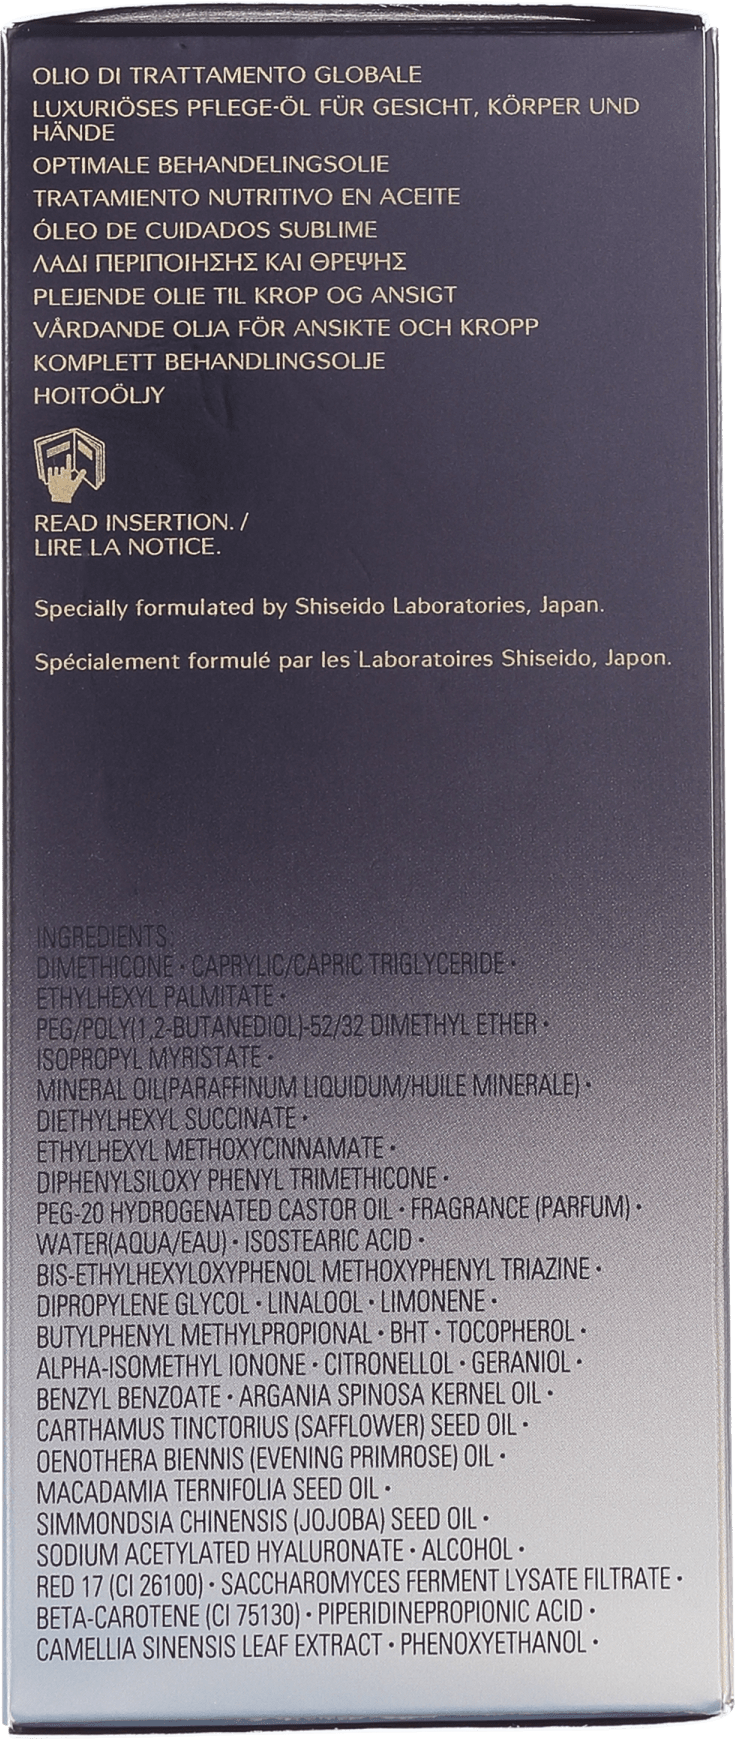 OLIO DI TRATTAMENTO GLOBALE
LUXURIÖSES PFLEGE-ÖL FÜR GESICHT, KÖRPER UND
HÄNDE
OPTIMALE BEHANDELINGSOLIE
TRATAMIENTO NUTRITIVO EN ACEITE
ÓLEO DE CUIDADOS SUBLIME
ΛΑΔΙ ΠΕΡΙΠΟΙΗΣΗΣ ΚΑΙ ΘΡΕΨΗΣ
PLEJENDE OLIE TIL KROP OG ANSIGT
VÅRDANDE OLJA FÖR ANSIKTE OCH KROPP
KOMPLETT BEHANDLINGSOLJE
HOITOÖLJY
READ INSERTION. /
LIRE LA NOTICE.
Specially formulated by Shiseido Laboratories, Japan.
Spécialement formulé par les Laboratoires Shiseido, Japon.
INGREDIENTS:
DIMETHICONE · CAPRYLIC/CAPRIC TRIGLYCERIDE ·
ETHYLHEXYL PALMITATE ·
PEG/POLY(1,2-BUTANEDIOL)-52/32 DIMETHYL ETHER ·
ISOPROPYL MYRISTATE ·
MINERAL OIL(PARAFFINUM LIQUIDUM/HUILE MINERALE) ·
DIETHYLHEXYL SUCCINATE ·
ETHYLHEXYL METHOXYCINNAMATE ·
DIPHENYLSILOXY PHENYL TRIMETHICONE ·
PEG-20 HYDROGENATED CASTOR OIL · FRAGRANCE (PARFUM) ·
WATER(AQUA/EAU) · ISOSTEARIC ACID ·
BIS-ETHYLHEXYLOXYPHENOL METHOXYPHENYL TRIAZINE ·
DIPROPYLENE GLYCOL · LINALOOL · LIMONENE ·
BUTYLPHENYL METHYLPROPIONAL · BHT · TOCOPHEROL ·
ALPHA-ISOMETHYL IONONE · CITRONELLOL · GERANIOL ·
BENZYL BENZOATE · ARGANIA SPINOSA KERNEL OIL ·
CARTHAMUS TINCTORIUS (SAFFLOWER) SEED OIL ·
OENOTHERA BIENNIS (EVENING PRIMROSE) OIL ·
MACADAMIA TERNIFOLIA SEED OIL ·
SIMMONDSIA CHINENSIS (JOJOBA) SEED OIL ·
SODIUM ACETYLATED HYALURONATE · ALCOHOL ·
RED 17 (CI 26100) · SACCHAROMYCES FERMENT LYSATE FILTRATE ·
BETA-CAROTENE (CI 75130) · PIPERIDINEPROPIONIC ACID ·
CAMELLIA SINENSIS LEAF EXTRACT · PHENOXYETHANOL ·